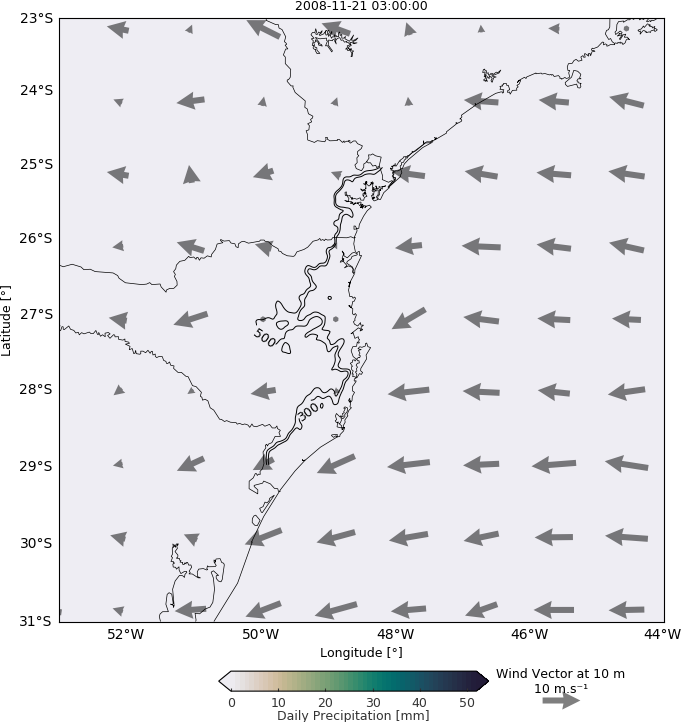 2008-11-21 03:00:00
23°S
24°S
25°S
26°S
27°S
28°S
29°S
30°S
31°S
Latitude [°]
500
300
52°W 50°W 48°W 46°W 44°W
Longitude [°]
0 10 20 30 40 50
Daily Precipitation [mm]
Wind Vector at 10 m
10 m.s⁻¹